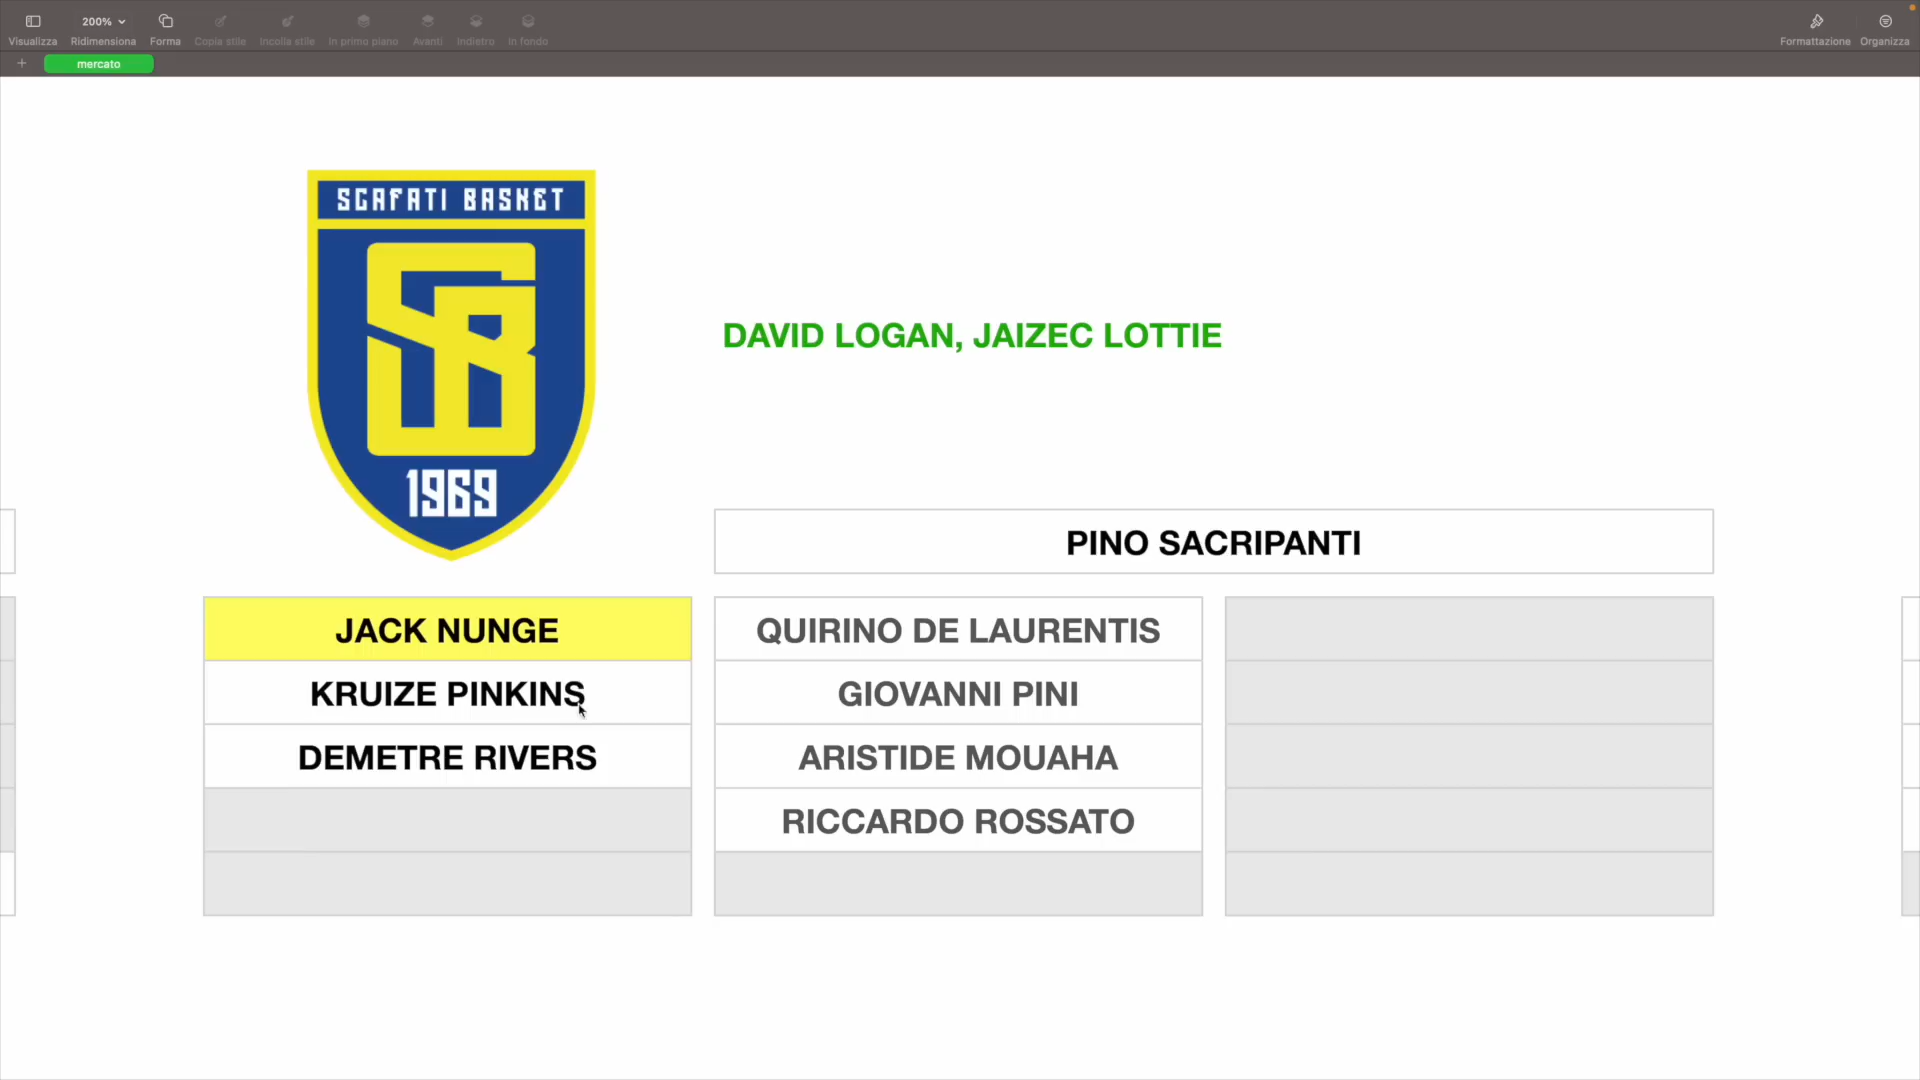 200%
Visualizza
Ridimensiona
Forma
Copia stile
Incolla stile
In primo piano
Avanti
Indietro
In fondo
Formattazione
Organizza
+
mercato
SCAFATI BASKET
SB
1969
DAVID LOGAN, JAIZEC LOTTIE
PINO SACRIPANTI
JACK NUNGE
KRUIZE PINKINS
DEMETRE RIVERS
QUIRINO DE LAURENTIS
GIOVANNI PINI
ARISTIDE MOUAHA
RICCARDO ROSSATO